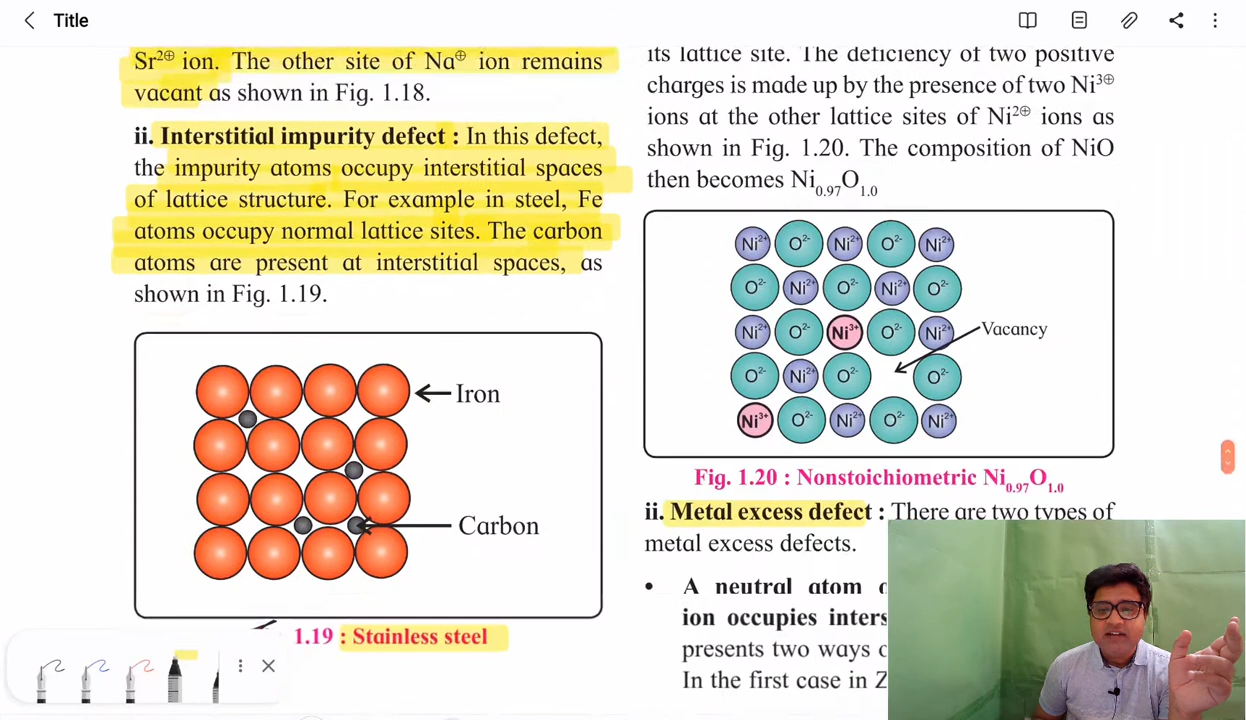 Title
Sr²⊕ ion. The other site of Na⊕ ion remains
vacant as shown in Fig. 1.18.
ii. Interstitial impurity defect : In this defect,
the impurity atoms occupy interstitial spaces
of lattice structure. For example in steel, Fe
atoms occupy normal lattice sites. The carbon
atoms are present at interstitial spaces, as
shown in Fig. 1.19.
Iron
Carbon
1.19 : Stainless steel
its lattice site. The deficiency of two positive
charges is made up by the presence of two Ni³⊕
ions at the other lattice sites of Ni²⊕ ions as
shown in Fig. 1.20. The composition of NiO
then becomes Ni₀.₉₇O₁.₀
Ni²⁺ O²⁻ Ni²⁺ O²⁻ Ni²⁺
O²⁻ Ni²⁺ O²⁻ Ni²⁺ O²⁻
Ni²⁺ O²⁻ Ni³⁺ O²⁻ Ni²⁺
Vacancy
O²⁻ Ni²⁺ O²⁻ O²⁻
Ni³⁺ O²⁻ Ni²⁺ O²⁻ Ni²⁺
Fig. 1.20 : Nonstoichiometric Ni₀.₉₇O₁.₀
ii. Metal excess defect : There are two types of
metal excess defects.
• A neutral atom
ion occupies inters
presents two ways
In the first case in Z